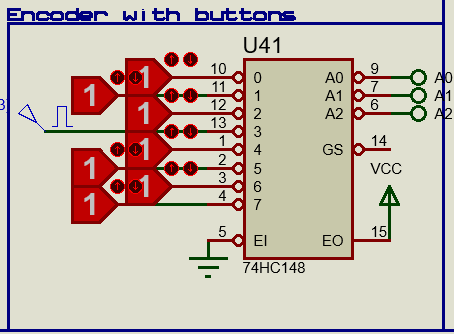 Encoder with buttons
U41
1 10 0 A0 9 A0
1 11 1 A1 7 A1
1 12 2 A2 6 A2
3 13 3
1 4 GS 14
1 2 5 VCC
1 3 6
1 4 7
5 EI EO 15
74HC148